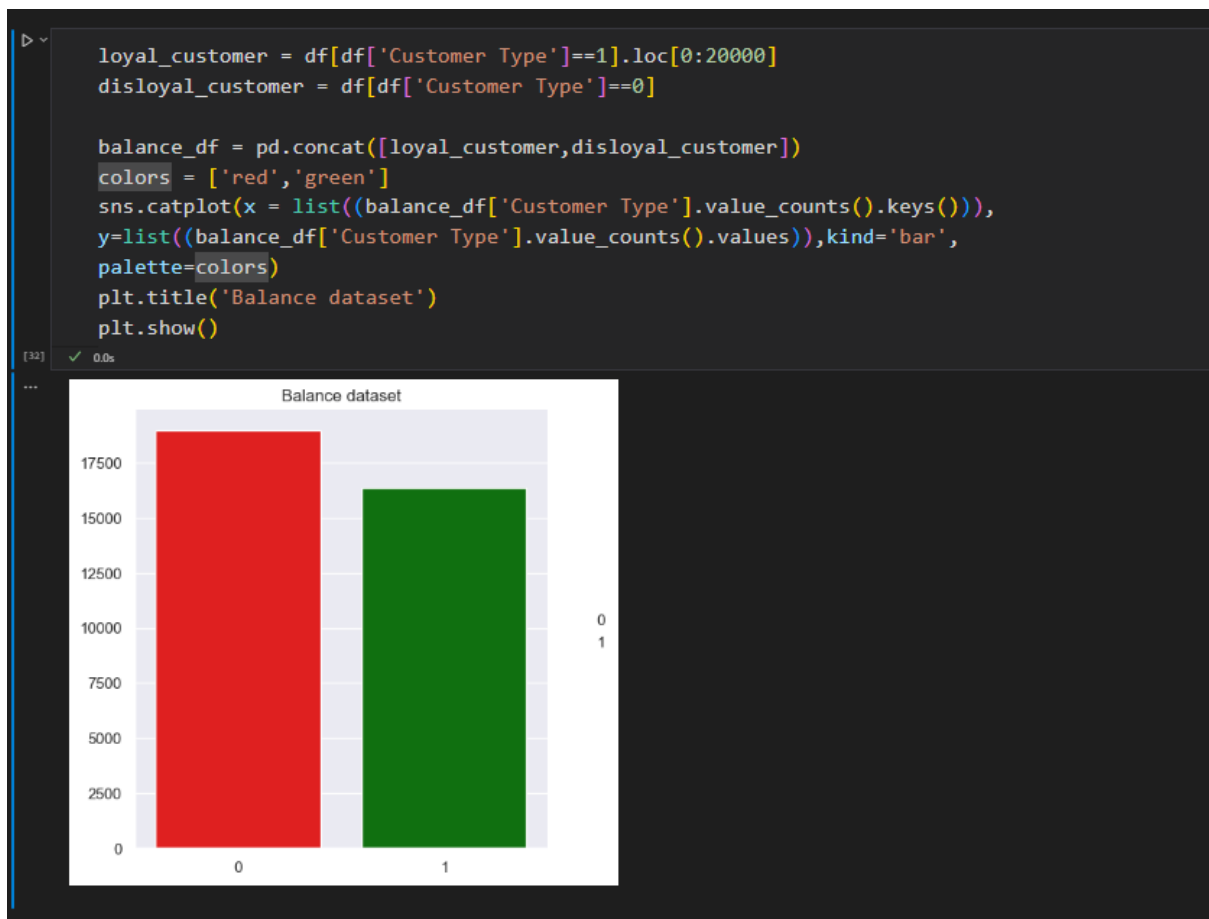 loyal_customer = df[df['Customer Type']==1].loc[0:20000]
disloyal_customer = df[df['Customer Type']==0]
balance_df = pd.concat([loyal_customer,disloyal_customer])
colors = ['red','green']
sns.catplot(x = list((balance_df['Customer Type'].value_counts().keys())),
y=list((balance_df['Customer Type'].value_counts().values)),kind='bar',
palette=colors)
plt.title('Balance dataset')
plt.show()
[32] ✓ 0.0s
...
Balance dataset
17500
15000
12500
10000
7500
5000
2500
0
0 1
0
1